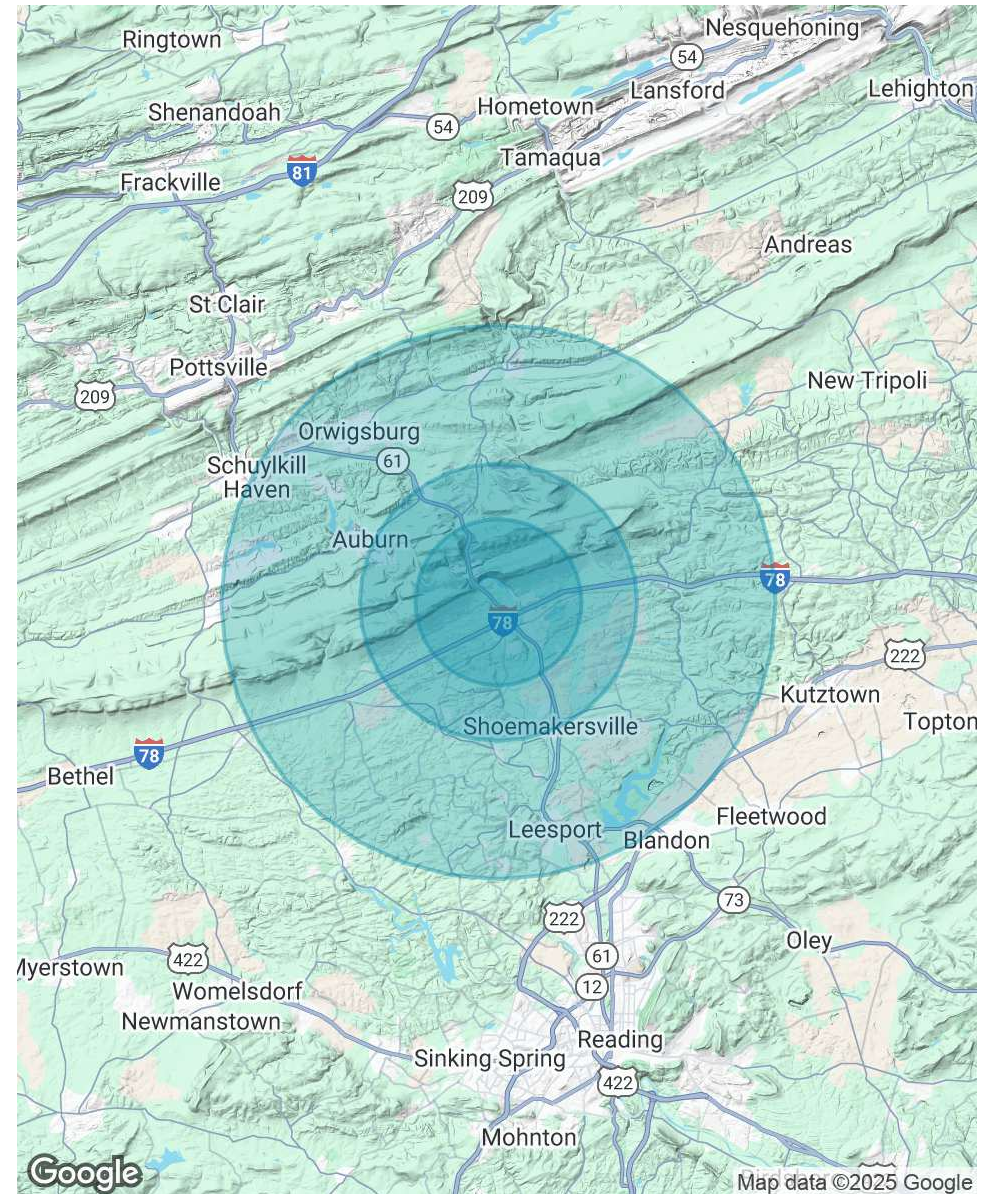 Ringtown
Nesquehoning
54
Lansford
Lehighton
Shenandoah
Hometown
54
Tamaqua
81
Frackville
209
Andreas
St Clair
Pottsville
New Tripoli
209
Orwigsburg
61
Schuylkill
Haven
Auburn
78
78
222
Kutztown
Shoemakersville
Topton
78
Bethel
Fleetwood
Leesport
Blandon
73
222
Oley
61
422
Myerstown
12
Womelsdorf
Newmanstown
Reading
Sinking Spring
422
Mohnton
Google
Map data ©2025 Google